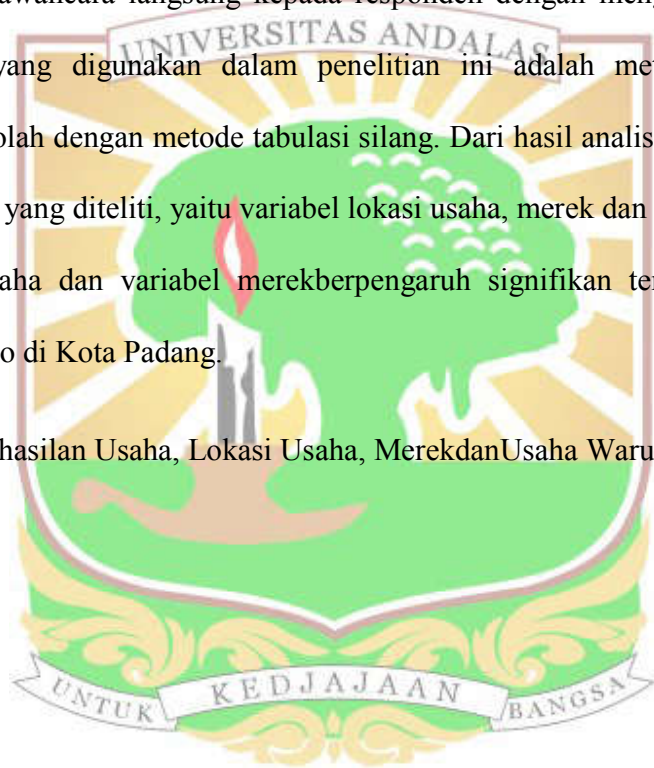 awancara langsung kepada responden dengan meng
UNIVERSITAS ANDALAS
yang digunakan dalam penelitian ini adalah me
olah dengan metode tabulasi silang. Dari hasil analis
yang diteliti, yaitu variabel lokasi usaha, merek dan
aha dan variabel merekberpengaruh signifikan ter
o di Kota Padang.
hasilan Usaha, Lokasi Usaha, MerekdanUsaha Waru
UNTUK KEDJAJAAN BANGSA